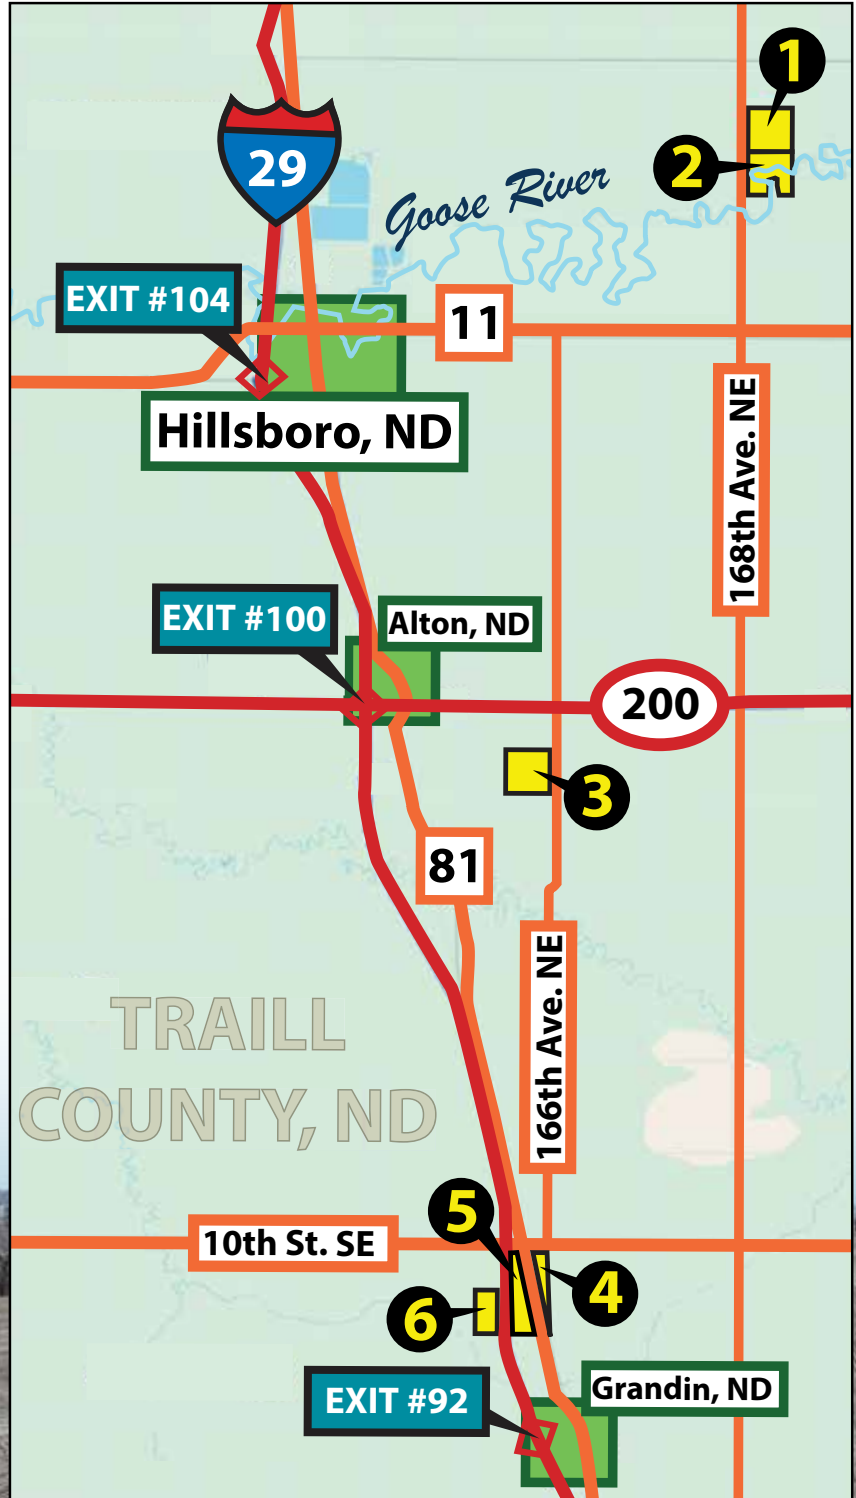 1
29
2
Goose River
EXIT #104
11
Hillsboro, ND
168th Ave. NE
EXIT #100
Alton, ND
200
3
81
166th Ave. NE
TRAILL
COUNTY, ND
5
10th St. SE
4
6
EXIT #92
Grandin, ND